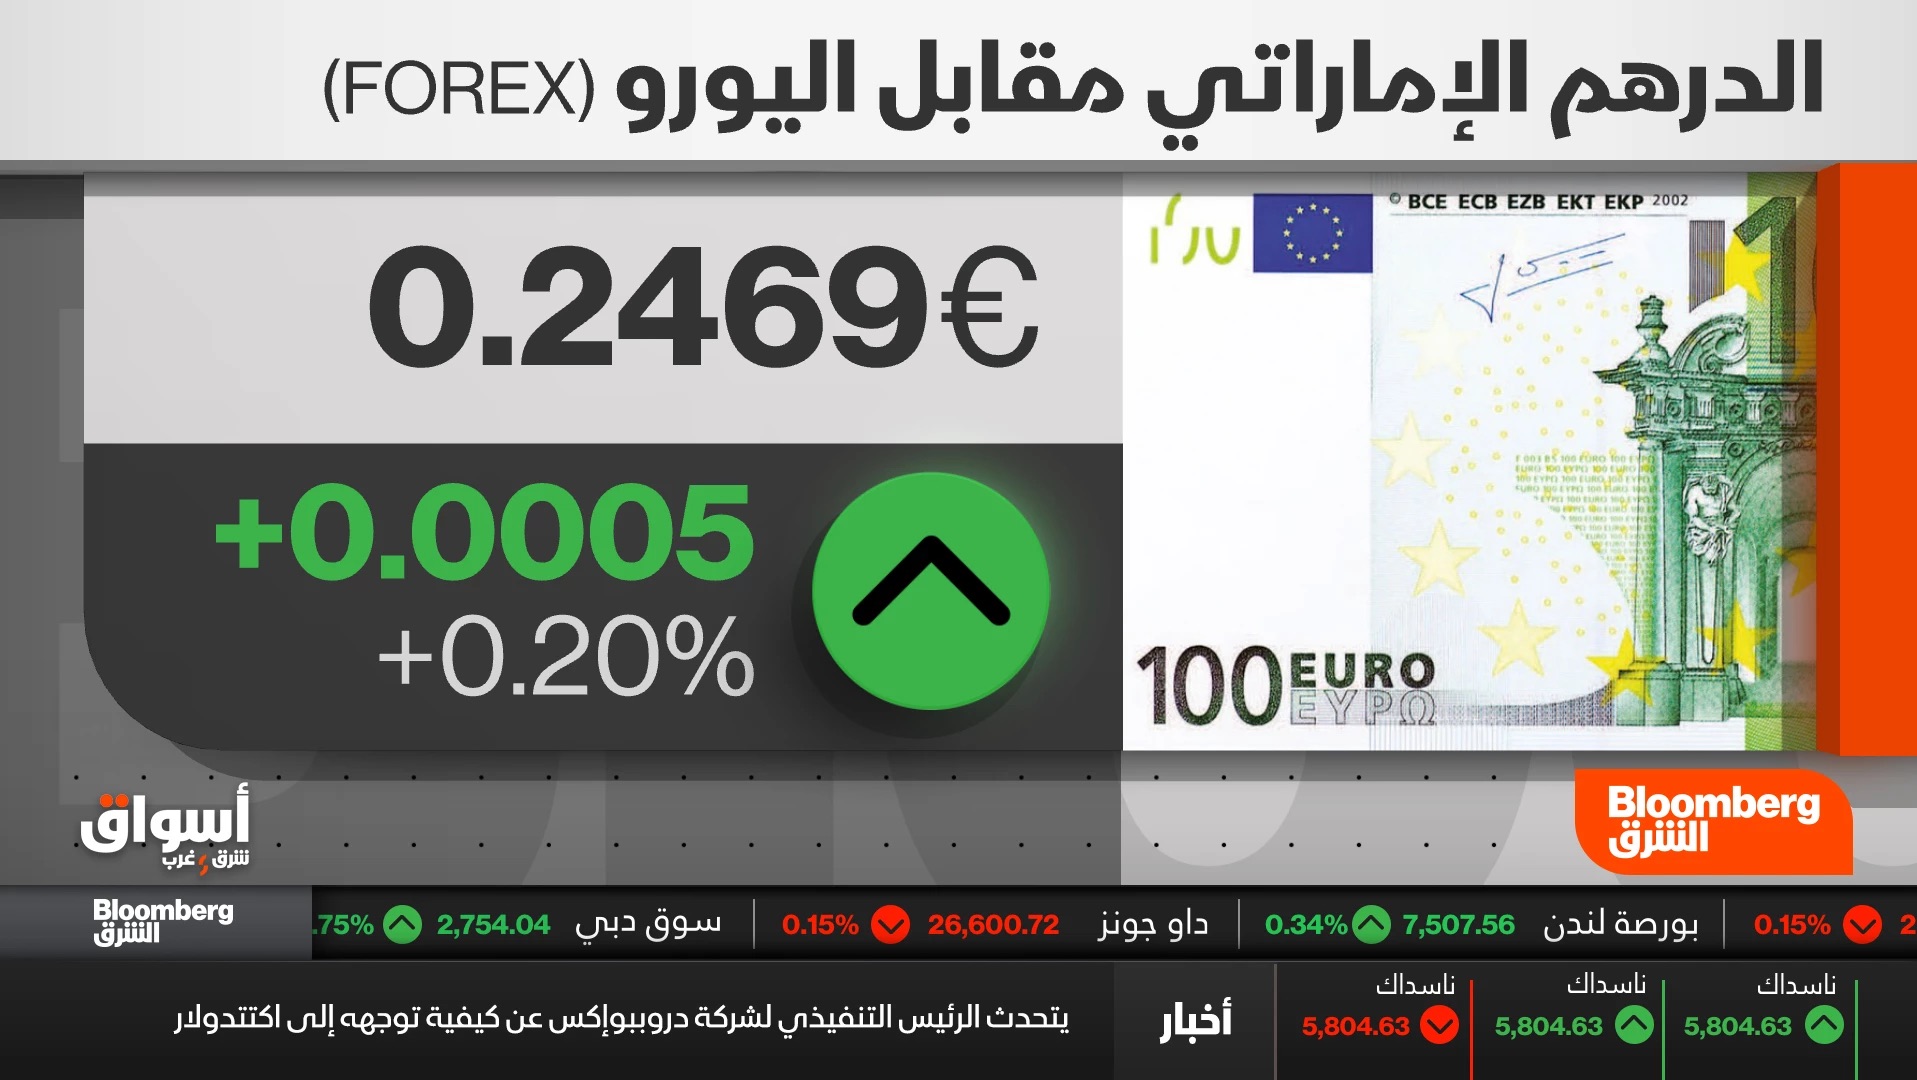 الدرهم الإماراتي مقابل اليورو (FOREX)
0.2469€
+0.0005
+0.20%
© BCE ECB EZB EKT EKP 2002
100 EURO
ΕΥΡΩ
أسواق
شرق و غرب
Bloomberg
الشرق
0.15%
بورصة لندن 7,507.56 0.34%
داو جونز 26,600.72 0.15%
سوق دبي 2,754.04 .75%
Bloomberg
الشرق
ناسداك 5,804.63
ناسداك 5,804.63
ناسداك 5,804.63
أخبار
يتحدث الرئيس التنفيذي لشركة دروببوإكس عن كيفية توجهه إلى اكتتدولار